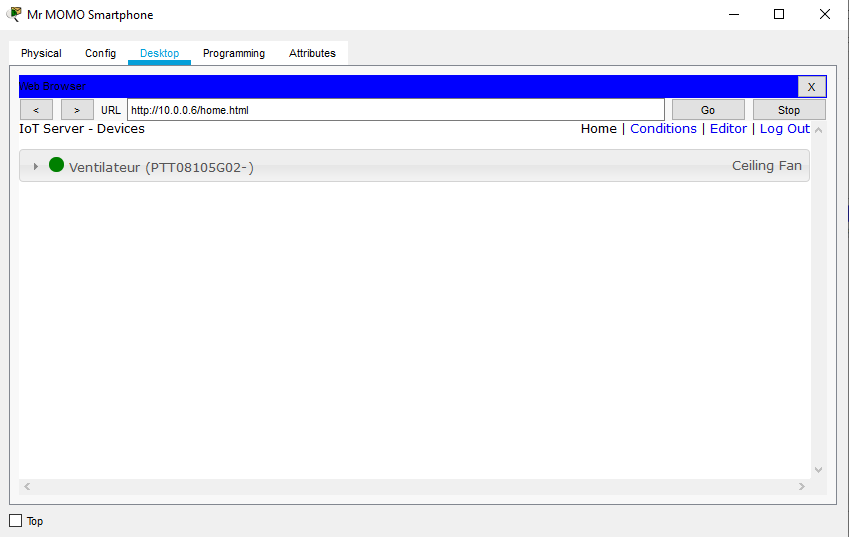 Mr MOMO Smartphone
Physical Config Desktop Programming Attributes
Web Browser X
< > URL http://10.0.0.6/home.html Go Stop
IoT Server - Devices Home | Conditions | Editor | Log Out
Ventilateur (PTT08105G02-) Ceiling Fan
Top